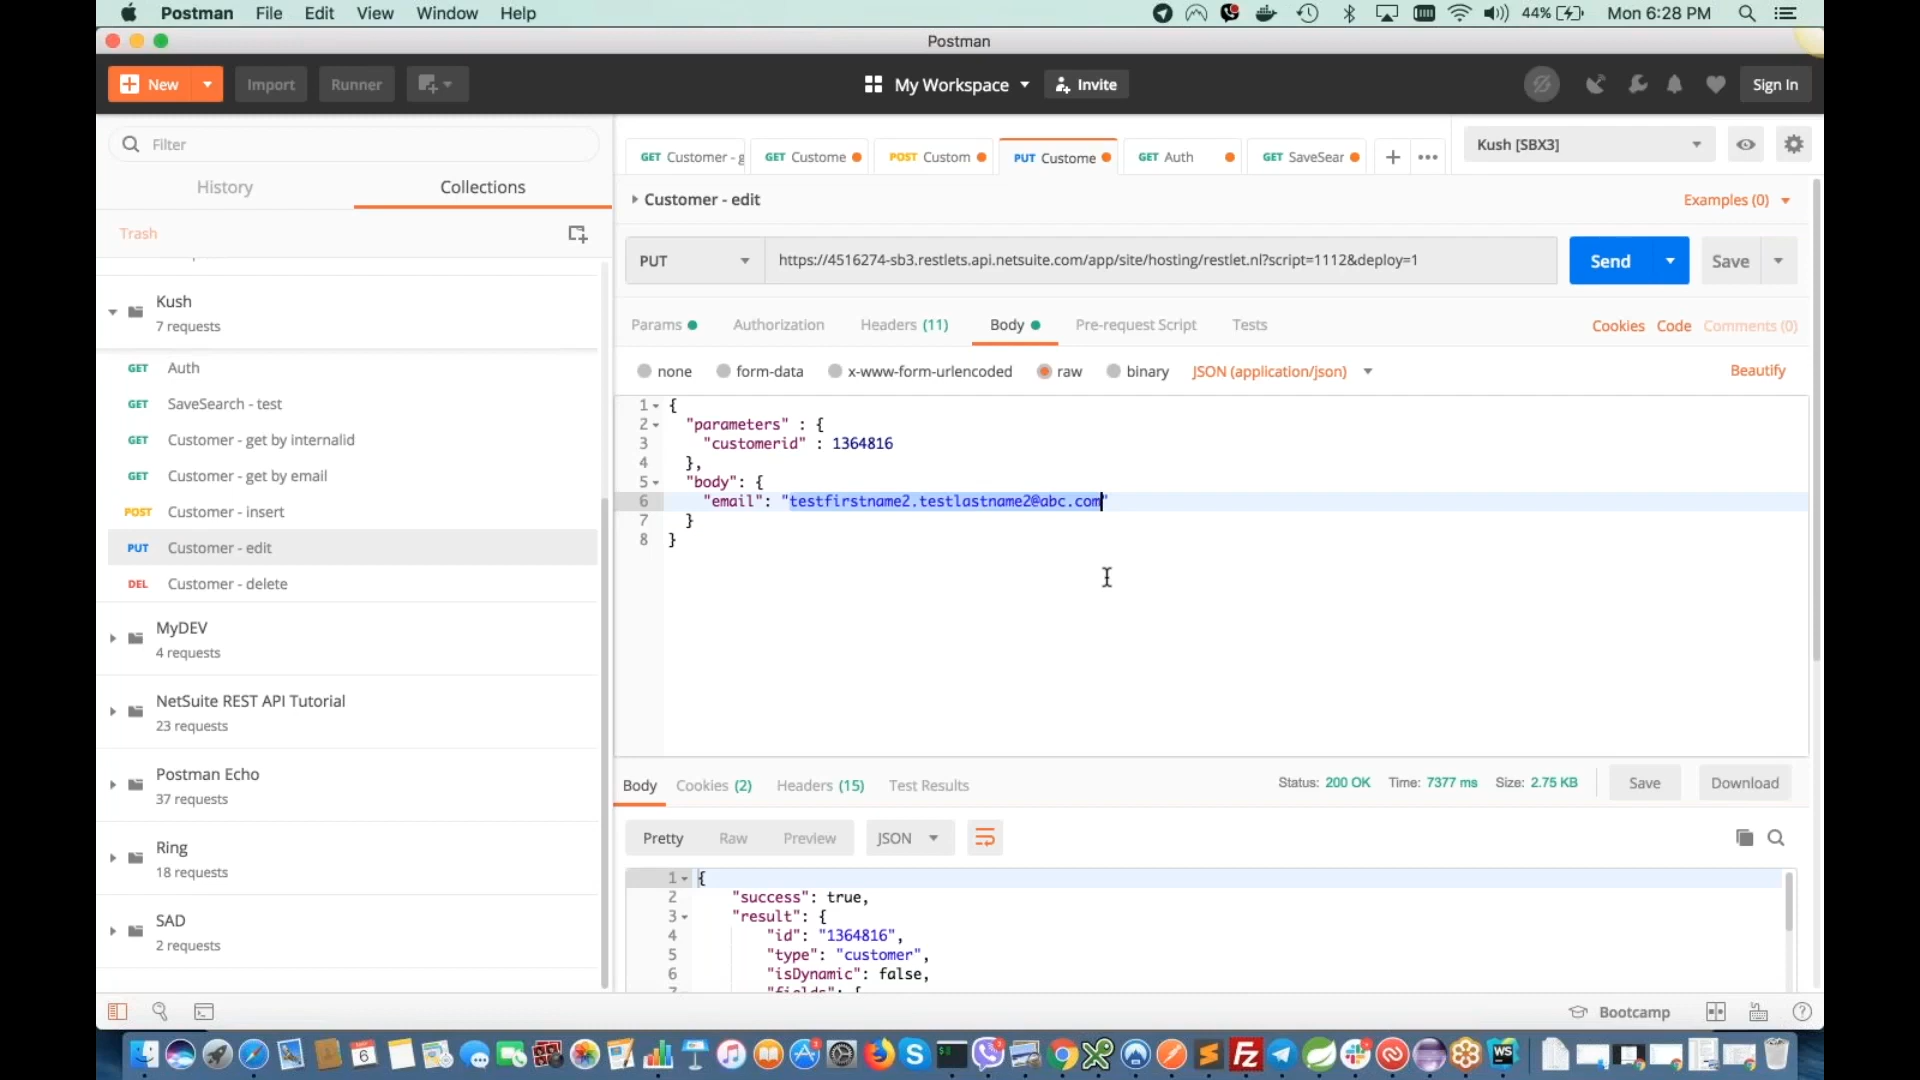 Postman File Edit View Window Help 44% Mon 6:28 PM
Postman
New Import Runner My Workspace Invite Sign In
Filter
History Collections
Trash
Kush
7 requests
GET Auth
GET SaveSearch - test
GET Customer - get by internalid
GET Customer - get by email
POST Customer - insert
PUT Customer - edit
DEL Customer - delete
MyDEV
4 requests
NetSuite REST API Tutorial
23 requests
Postman Echo
37 requests
Ring
18 requests
SAD
2 requests
GET Customer - g GET Custome POST Custom PUT Custome GET Auth GET SaveSear Kush [SBX3]
Customer - edit Examples (0)
PUT https://4516274-sb3.restlets.api.netsuite.com/app/site/hosting/restlet.nl?script=1112&deploy=1 Send Save
Params Authorization Headers (11) Body Pre-request Script Tests Cookies Code Comments (0)
none form-data x-www-form-urlencoded raw binary JSON (application/json) Beautify
1 {
2 "parameters" : {
3 "customerid" : 1364816
4 },
5 "body": {
6 "email": "testfirstname2.testlastname2@abc.com"
7 }
8 }
Body Cookies (2) Headers (15) Test Results Status: 200 OK Time: 7377 ms Size: 2.75 KB Save Download
Pretty Raw Preview JSON
1 {
2 "success": true,
3 "result": {
4 "id": "1364816",
5 "type": "customer",
6 "isDynamic": false,
7 "fields": {
Bootcamp